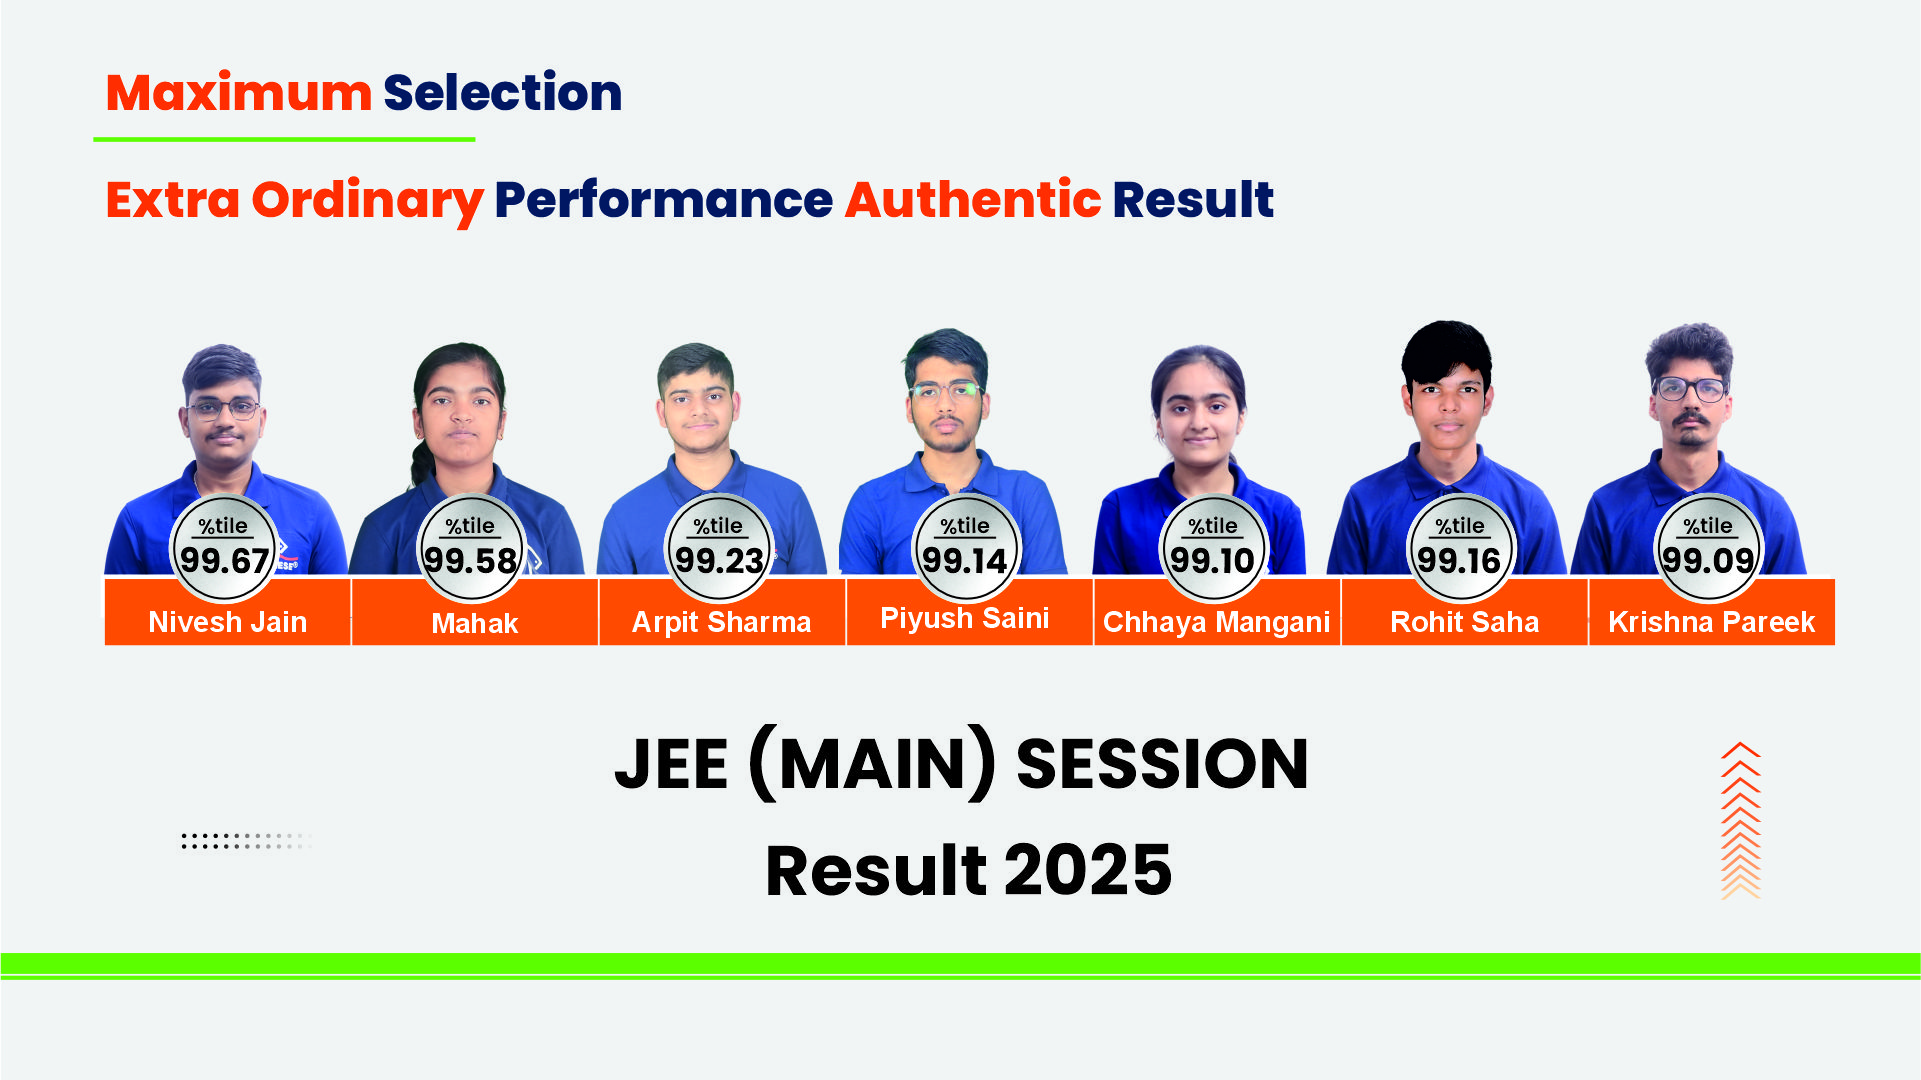 Maximum Selection
Extra Ordinary Performance Authentic Result
%tile %tile %tile %tile %tile %tile %tile
99.67 99.58 99.23 99.14 99.10 99.16 99.09
Nivesh Jain Mahak Arpit Sharma Piyush Saini Chhaya Mangani Rohit Saha Krishna Pareek
JEE (MAIN) SESSION
Result 2025